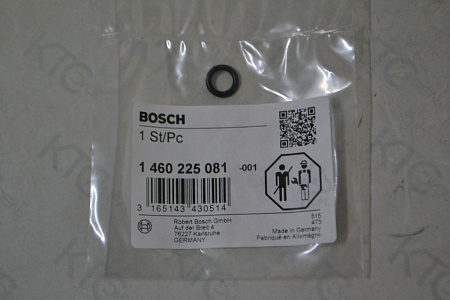 BOSCH
1 St/Pc
1 460 225 081 -001
3 165143 430514
Robert Bosch GmbH
Auf der Breit 4
76227 Karlsruhe
GERMANY
515
473
Made in Germany
Fabriqué en Allemagne
KTG